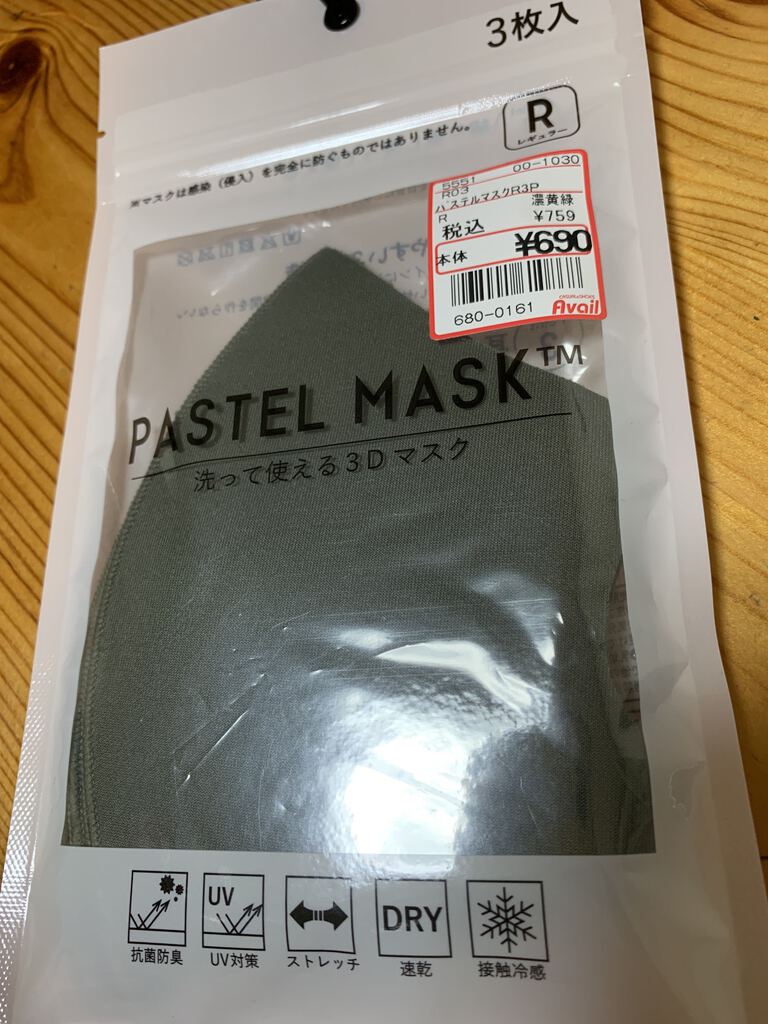 3枚入
R
レギュラー
※マスクは感染(侵入)を完全に防ぐものではありません。
5551 00-1030
R03
パステルマスクR3P
R 濃黄緑
税込 ¥759
本体 ¥690
680-0161
CASUAL&SHOES
Avail
PASTEL MASK™
洗って使える3Dマスク
UV
DRY
抗菌防臭 UV対策 ストレッチ 速乾 接触冷感